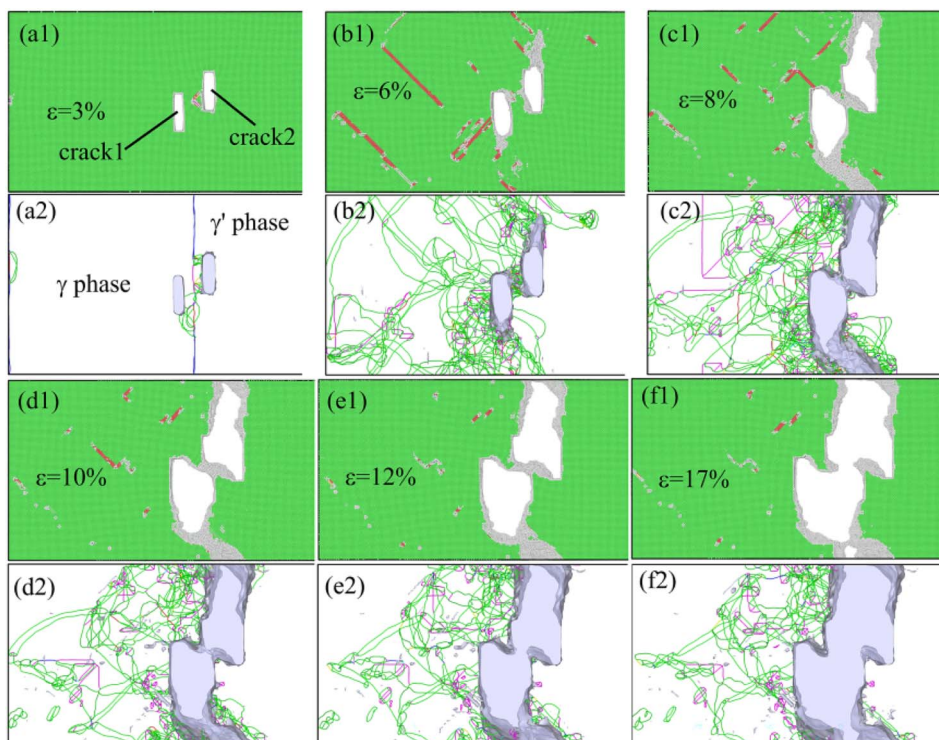 (a1)
ε=3%
crack1
crack2
(b1)
ε=6%
(c1)
ε=8%
(a2)
γ' phase
γ phase
(b2)
(c2)
(d1)
ε=10%
(e1)
ε=12%
(f1)
ε=17%
(d2)
(e2)
(f2)